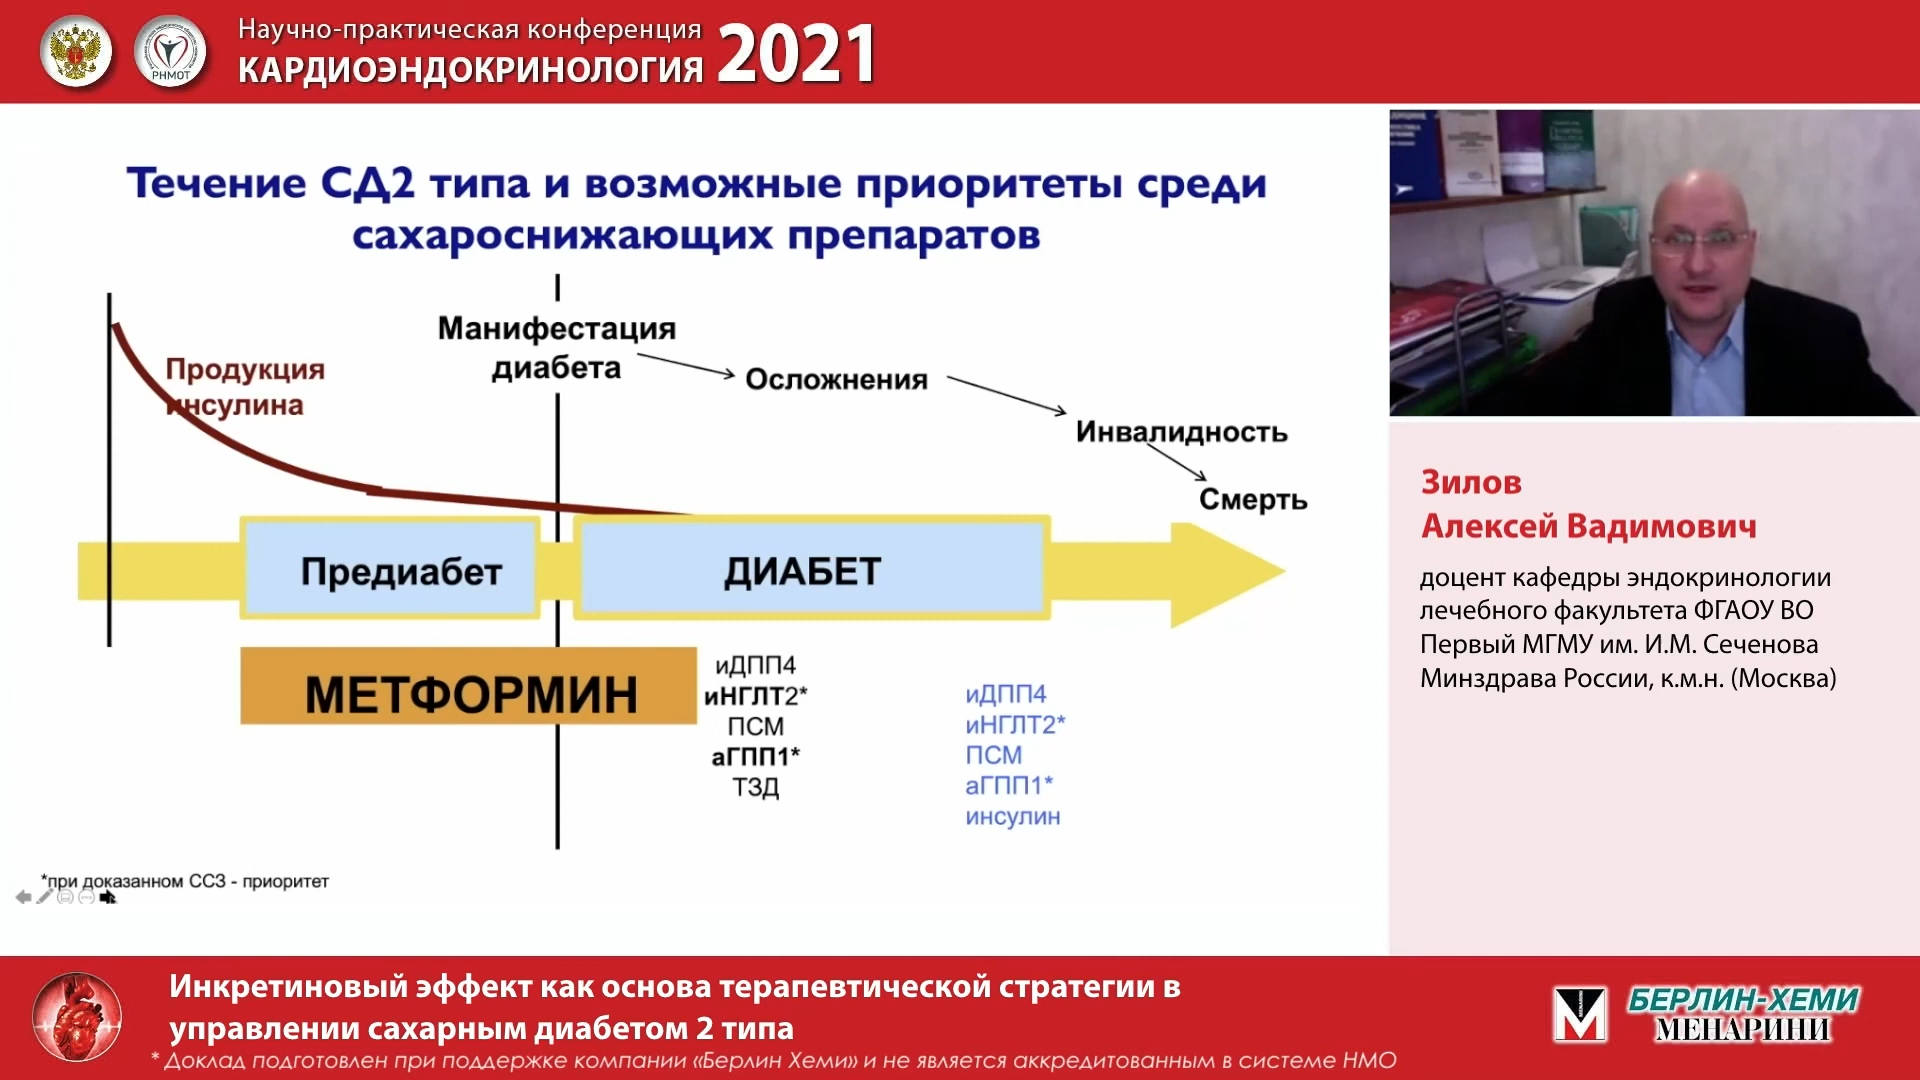 Научно-практическая конференция
КАРДИОЭНДОКРИНОЛОГИЯ 2021
РНМОТ
Течение СД2 типа и возможные приоритеты среди
сахароснижающих препаратов
Манифестация
диабета
Продукция
инсулина
Осложнения
Инвалидность
Смерть
Предиабет
ДИАБЕТ
МЕТФОРМИН
иДПП4
иНГЛТ2*
ПСМ
аГПП1*
ТЗД
иДПП4
иНГЛТ2*
ПСМ
аГПП1*
инсулин
*при доказанном ССЗ - приоритет
Зилов
Алексей Вадимович
доцент кафедры эндокринологии
лечебного факультета ФГАОУ ВО
Первый МГМУ им. И.М. Сеченова
Минздрава России, к.м.н. (Москва)
Инкретиновый эффект как основа терапевтической стратегии в
управлении сахарным диабетом 2 типа
* Доклад подготовлен при поддержке компании «Берлин Хеми» и не является аккредитованным в системе НМО
БЕРЛИН-ХЕМИ
МЕНАРИНИ